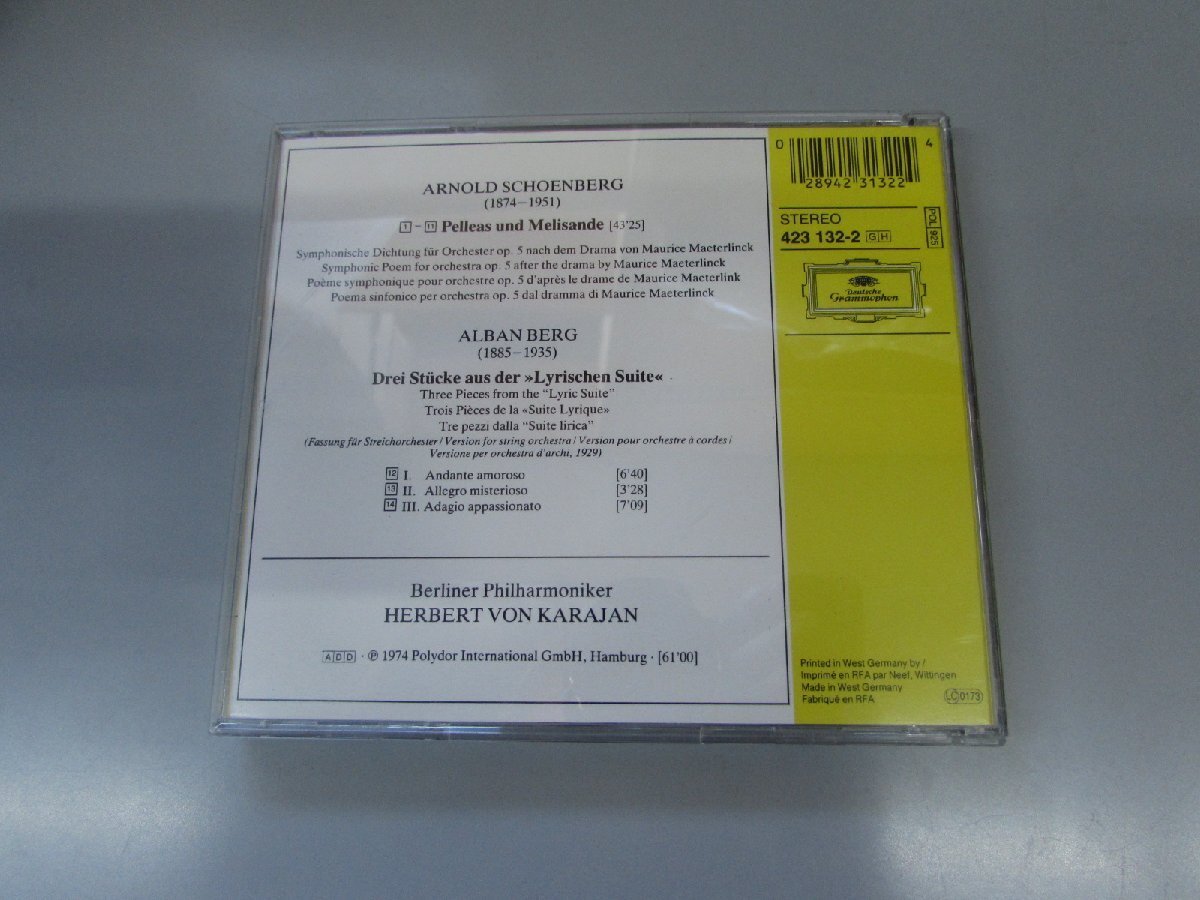 ARNOLD SCHOENBERG
(1874–1951)
1 – 11 Pelleas und Melisande [43'25]
Symphonische Dichtung für Orchester op. 5 nach dem Drama von Maurice Maeterlinck
Symphonic Poem for orchestra op. 5 after the drama by Maurice Maeterlinck
Poème symphonique pour orchestre op. 5 d'après le drame de Maurice Maeterlink
Poema sinfonico per orchestra op. 5 dal dramma di Maurice Maeterlinck
ALBAN BERG
(1885–1935)
Drei Stücke aus der »Lyrischen Suite«
Three Pieces from the "Lyric Suite"
Trois Pièces de la «Suite Lyrique»
Tre pezzi dalla "Suite lirica"
(Fassung für Streichorchester / Version for string orchestra / Version pour orchestre à cordes /
Versione per orchestra d'archi, 1929)
12 I. Andante amoroso [6'40]
13 II. Allegro misterioso [3'28]
14 III. Adagio appassionato [7'09]
Berliner Philharmoniker
HERBERT VON KARAJAN
ADD · ℗ 1974 Polydor International GmbH, Hamburg · [61'00]
0 28942 31322 4
STEREO
423 132-2 GH
POL 925
Deutsche
Grammophon
Printed in West Germany by /
Imprimé en RFA par Neef, Wittingen
Made in West Germany
Fabriqué en RFA
LC 0173